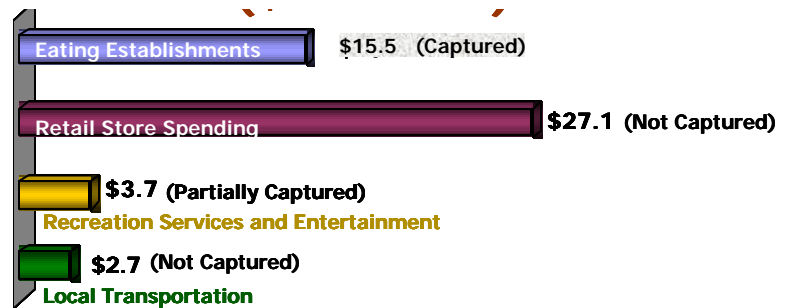 Eating Establishments $15.5 (Captured)
Retail Store Spending $27.1 (Not Captured)
$3.7 (Partially Captured)
Recreation Services and Entertainment
$2.7 (Not Captured)
Local Transportation